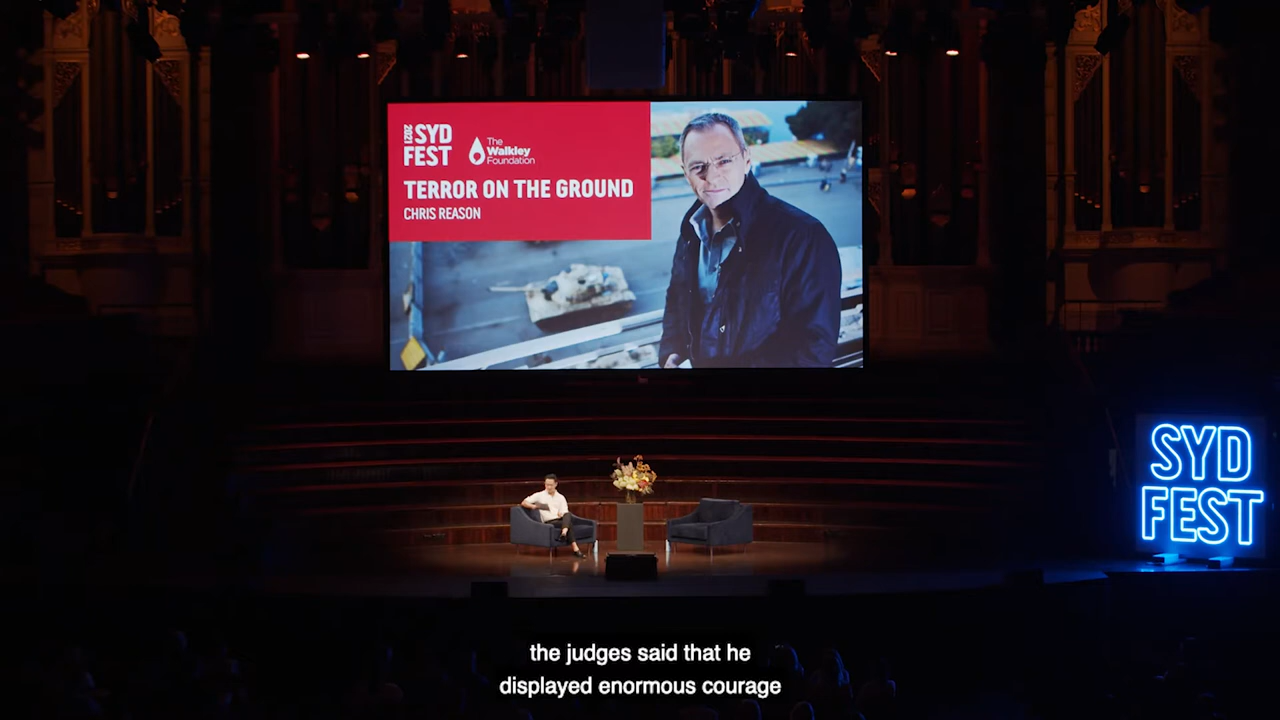 2021
SYD
FEST
The
Walkley
Foundation
TERROR ON THE GROUND
CHRIS REASON
SYD
FEST
the judges said that he
displayed enormous courage